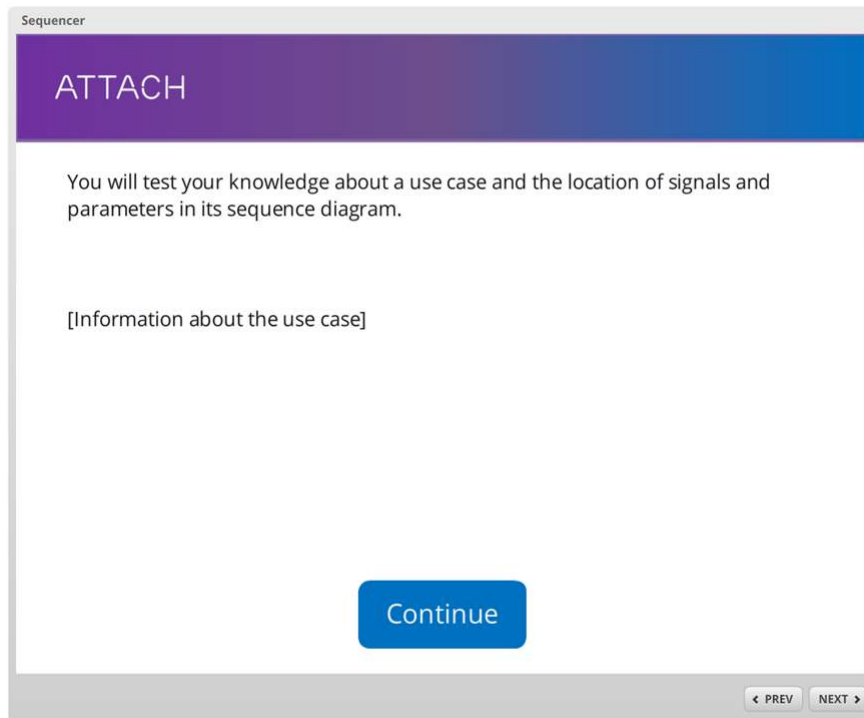 Sequencer
ATTACH
You will test your knowledge about a use case and the location of signals and
parameters in its sequence diagram.
[Information about the use case]
Continue
‹ PREV NEXT ›